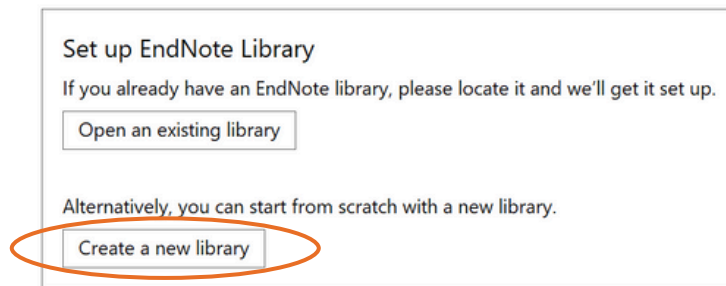 Set up EndNote Library
If you already have an EndNote library, please locate it and we’ll get it set up.
Open an existing library
Alternatively, you can start from scratch with a new library.
Create a new library